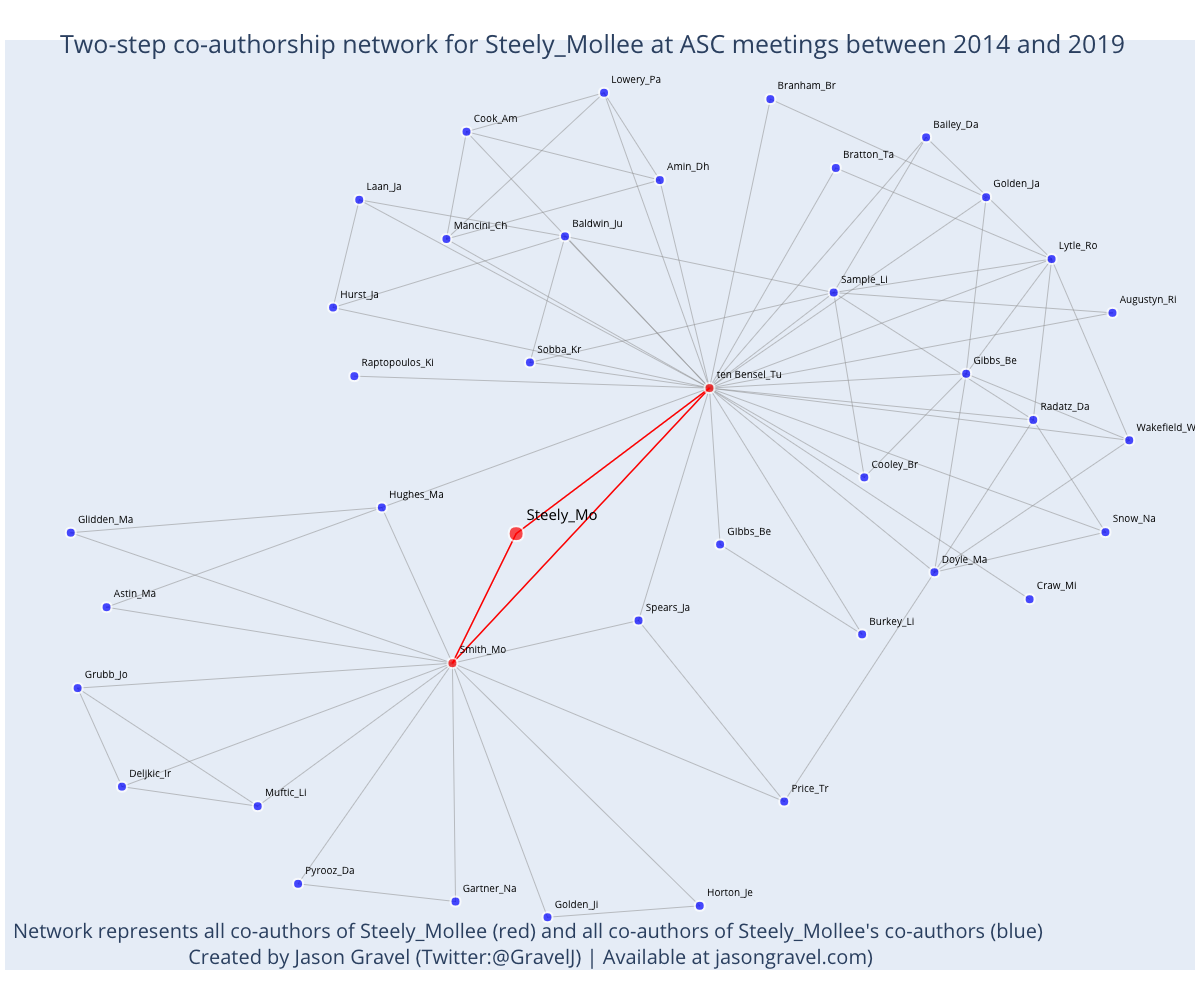 Two-step co-authorship network for Steely_Mollee at ASC meetings between 2014 and 2019
Lowery_Pa
Branham_Br
Cook_Am
Bailey_Da
Bratton_Ta
Amin_Dh
Golden_Ja
Laan_Ja
Mancini_Ch
Baldwin_Ju
Lytle_Ro
Sample_Li
Hurst_Ja
Augustyn_Ri
Sobba_Kr
Raptopoulos_Ki
Gibbs_Be
ten Bensel_Tu
Radatz_Da
Wakefield_W
Cooley_Br
Hughes_Ma
Steely_Mo
Glidden_Ma
Snow_Na
GIbbs_Be
Doyle_Ma
Craw_Mi
Astin_Ma
Spears_Ja
Burkey_Li
Smith_Mo
Grubb_Jo
Deljkic_Ir
Muftic_Li
Price_Tr
Pyrooz_Da
Gartner_Na
Horton_Je
Golden_Ji
Network represents all co-authors of Steely_Mollee (red) and all co-authors of Steely_Mollee's co-authors (blue)
Created by Jason Gravel (Twitter:@GravelJ) | Available at jasongravel.com)